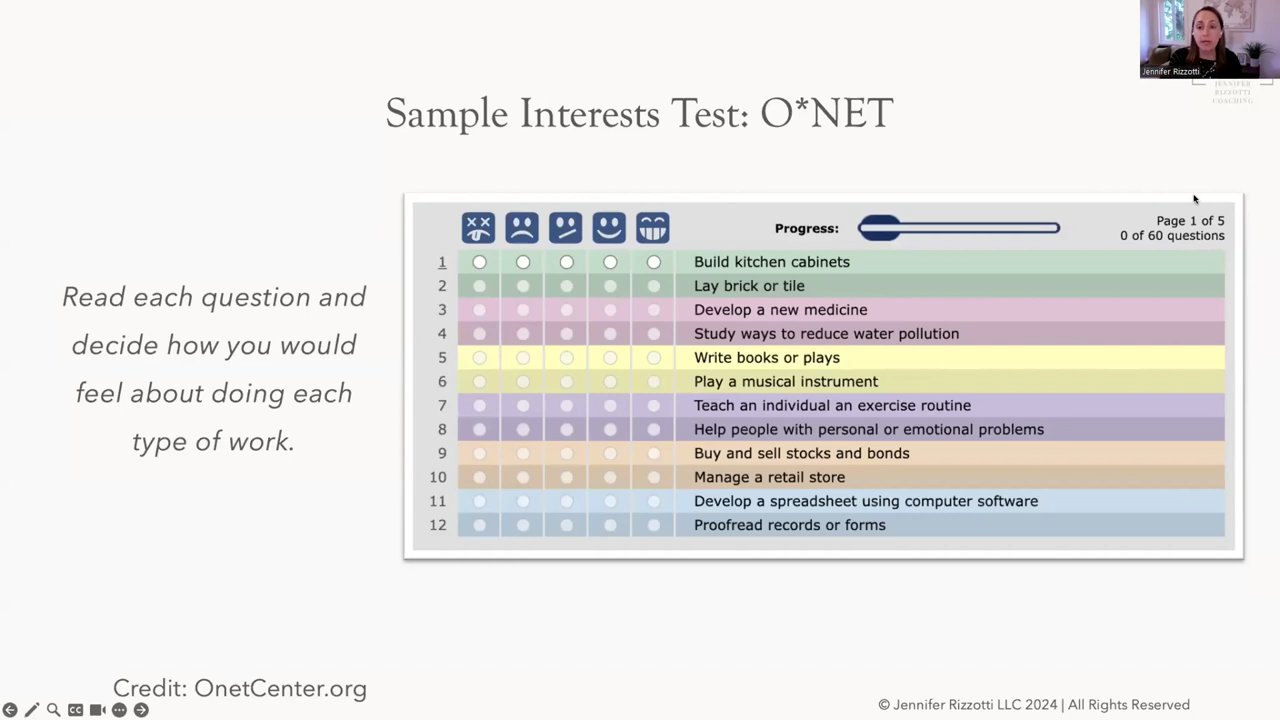 Jennifer Rizzotti
JENNIFER
RIZZOTTI
COACHING
Sample Interests Test: O*NET
Read each question and
decide how you would
feel about doing each
type of work.
Progress:
Page 1 of 5
0 of 60 questions
1 Build kitchen cabinets
2 Lay brick or tile
3 Develop a new medicine
4 Study ways to reduce water pollution
5 Write books or plays
6 Play a musical instrument
7 Teach an individual an exercise routine
8 Help people with personal or emotional problems
9 Buy and sell stocks and bonds
10 Manage a retail store
11 Develop a spreadsheet using computer software
12 Proofread records or forms
Credit: OnetCenter.org
CC
© Jennifer Rizzotti LLC 2024 | All Rights Reserved